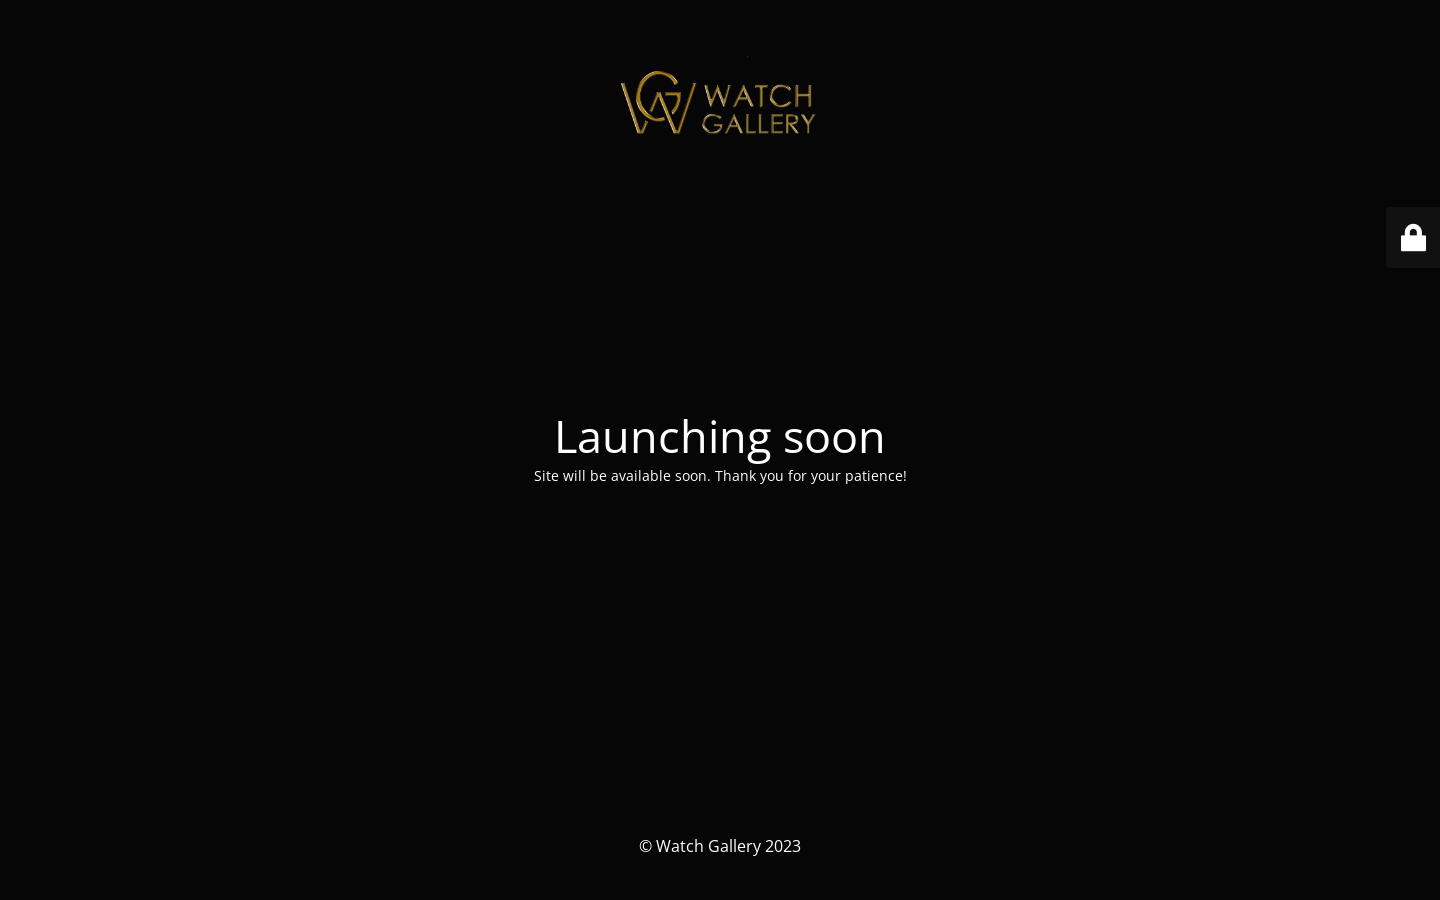 WATCH
GALLERY
Launching soon
Site will be available soon. Thank you for your patience!
© Watch Gallery 2023